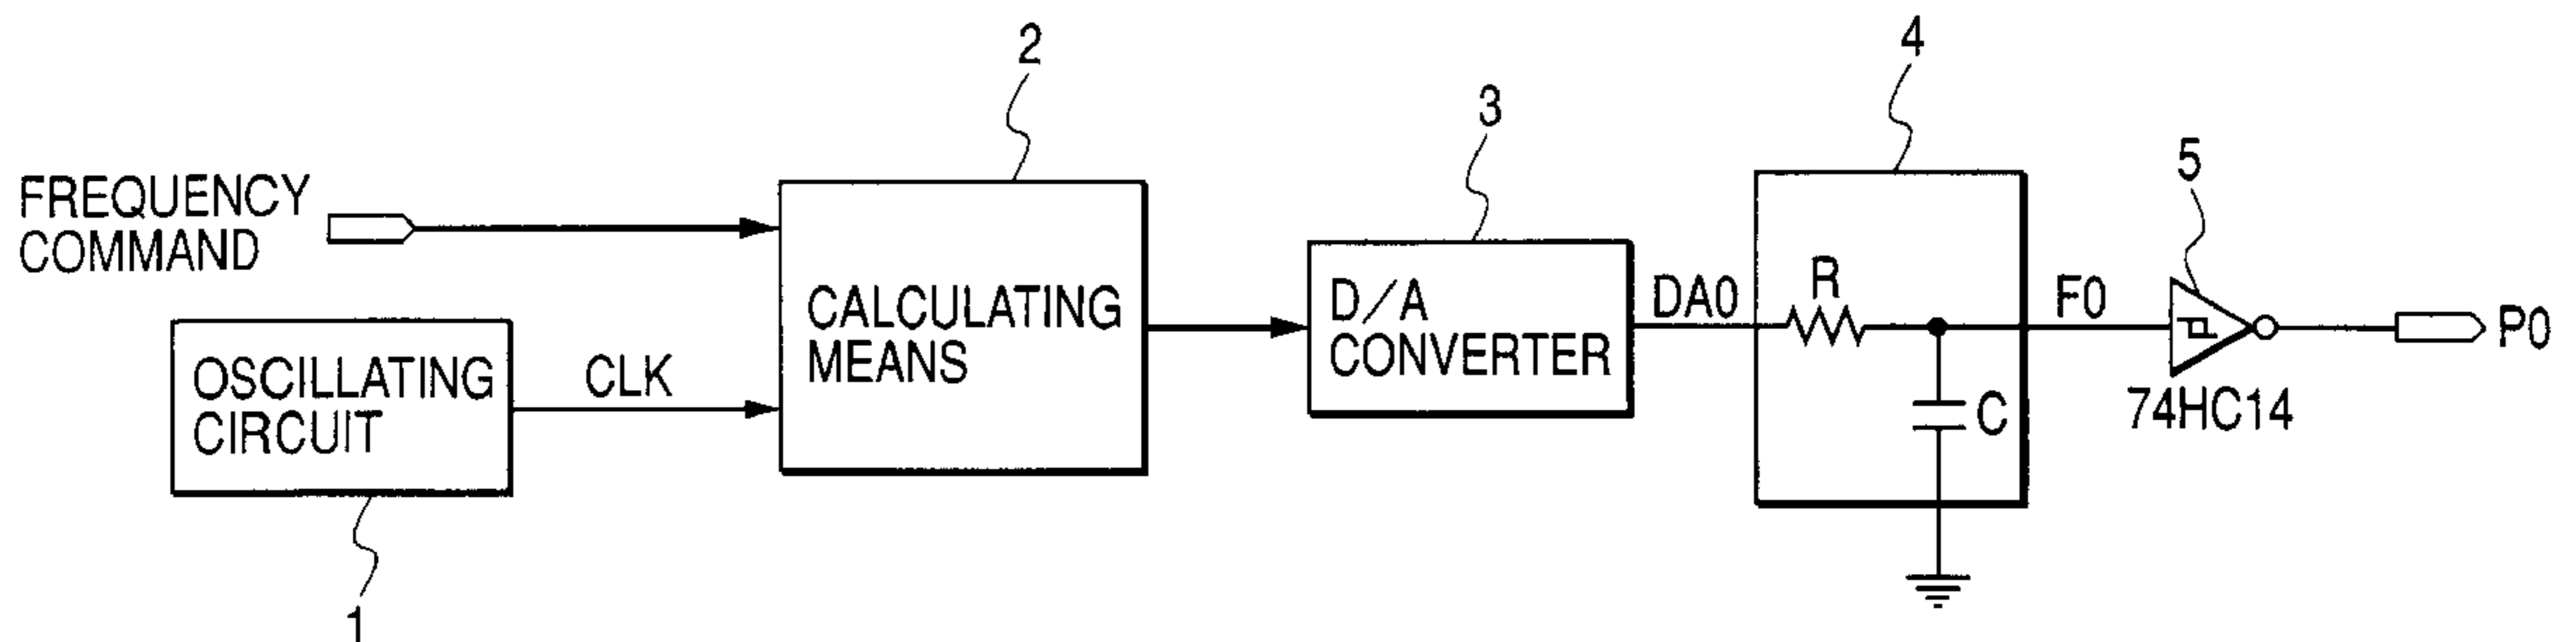 2
4
3
5
FREQUENCY
COMMAND
CALCULATING
MEANS
D/A
CONVERTER
DA0
R
F0
P0
OSCILLATING
CIRCUIT
CLK
C
74HC14
1